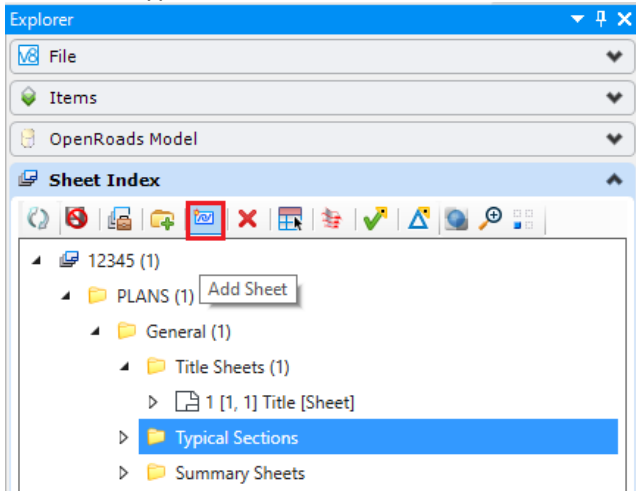 Explorer
File
Items
OpenRoads Model
Sheet Index
12345 (1)
PLANS (1)
Add Sheet
General (1)
Title Sheets (1)
1 [1, 1] Title [Sheet]
Typical Sections
Summary Sheets